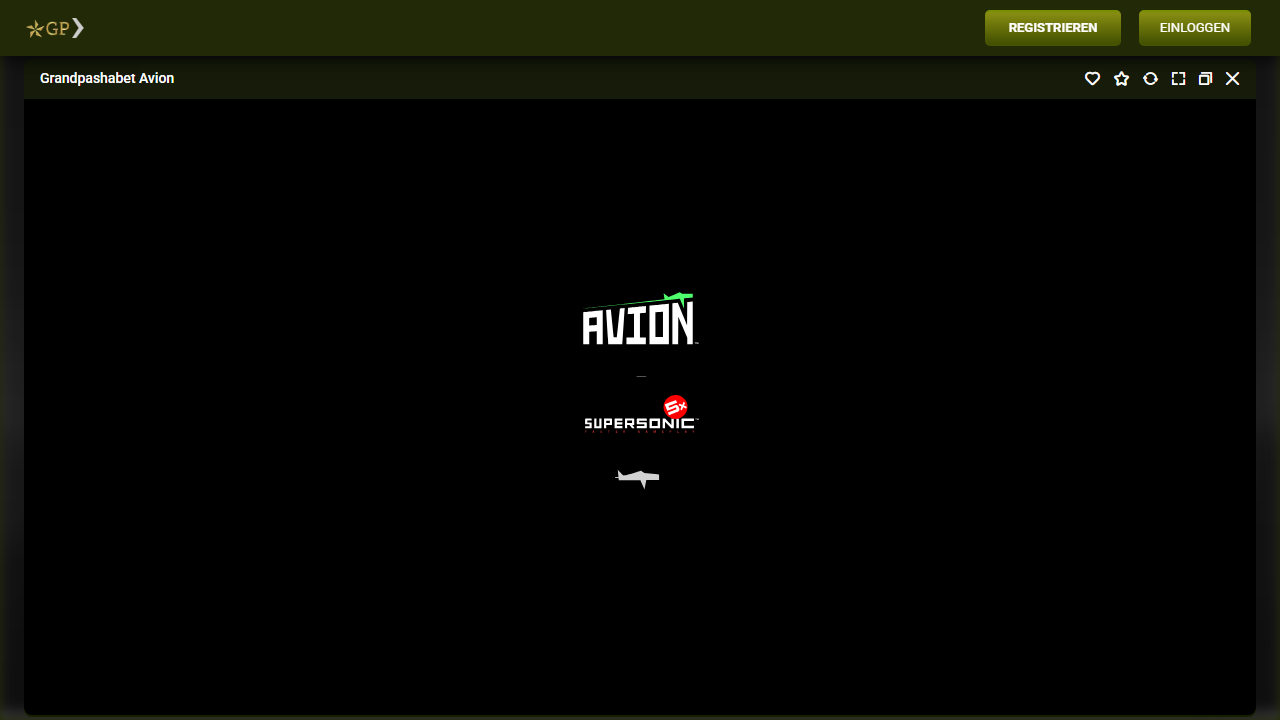 GP
REGISTRIEREN
EINLOGGEN
Grandpashabet Avion
AVION
5x
SUPERSONIC